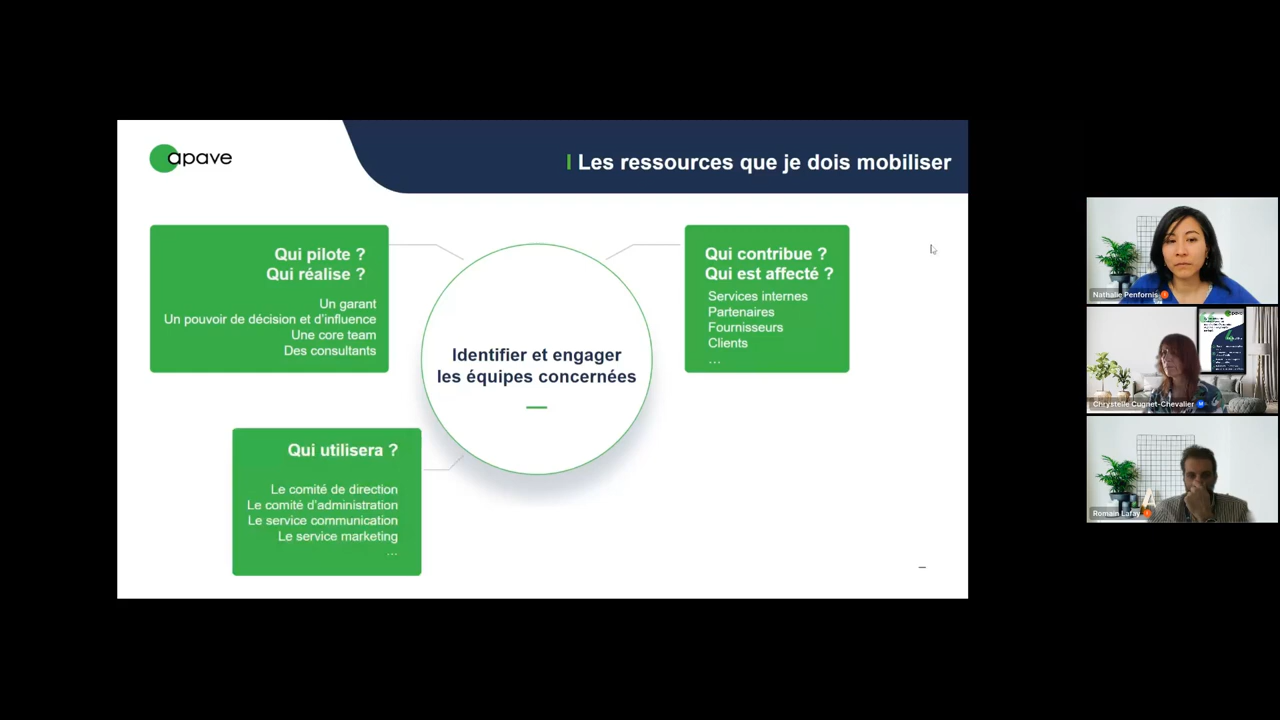 apave
Les ressources que je dois mobiliser
Qui pilote ?
Qui réalise ?
Un garant
Un pouvoir de décision et d'influence
Une core team
Des consultants
Identifier et engager
les équipes concernées
Qui contribue ?
Qui est affecté ?
Services internes
Partenaires
Fournisseurs
Clients
...
Qui utilisera ?
Le comité de direction
Le comité d'administration
Le service communication
Le service marketing
...
Nathalie Penfornis
apave
Chrystelle Cugnet-Chevalier
Romain Lafay